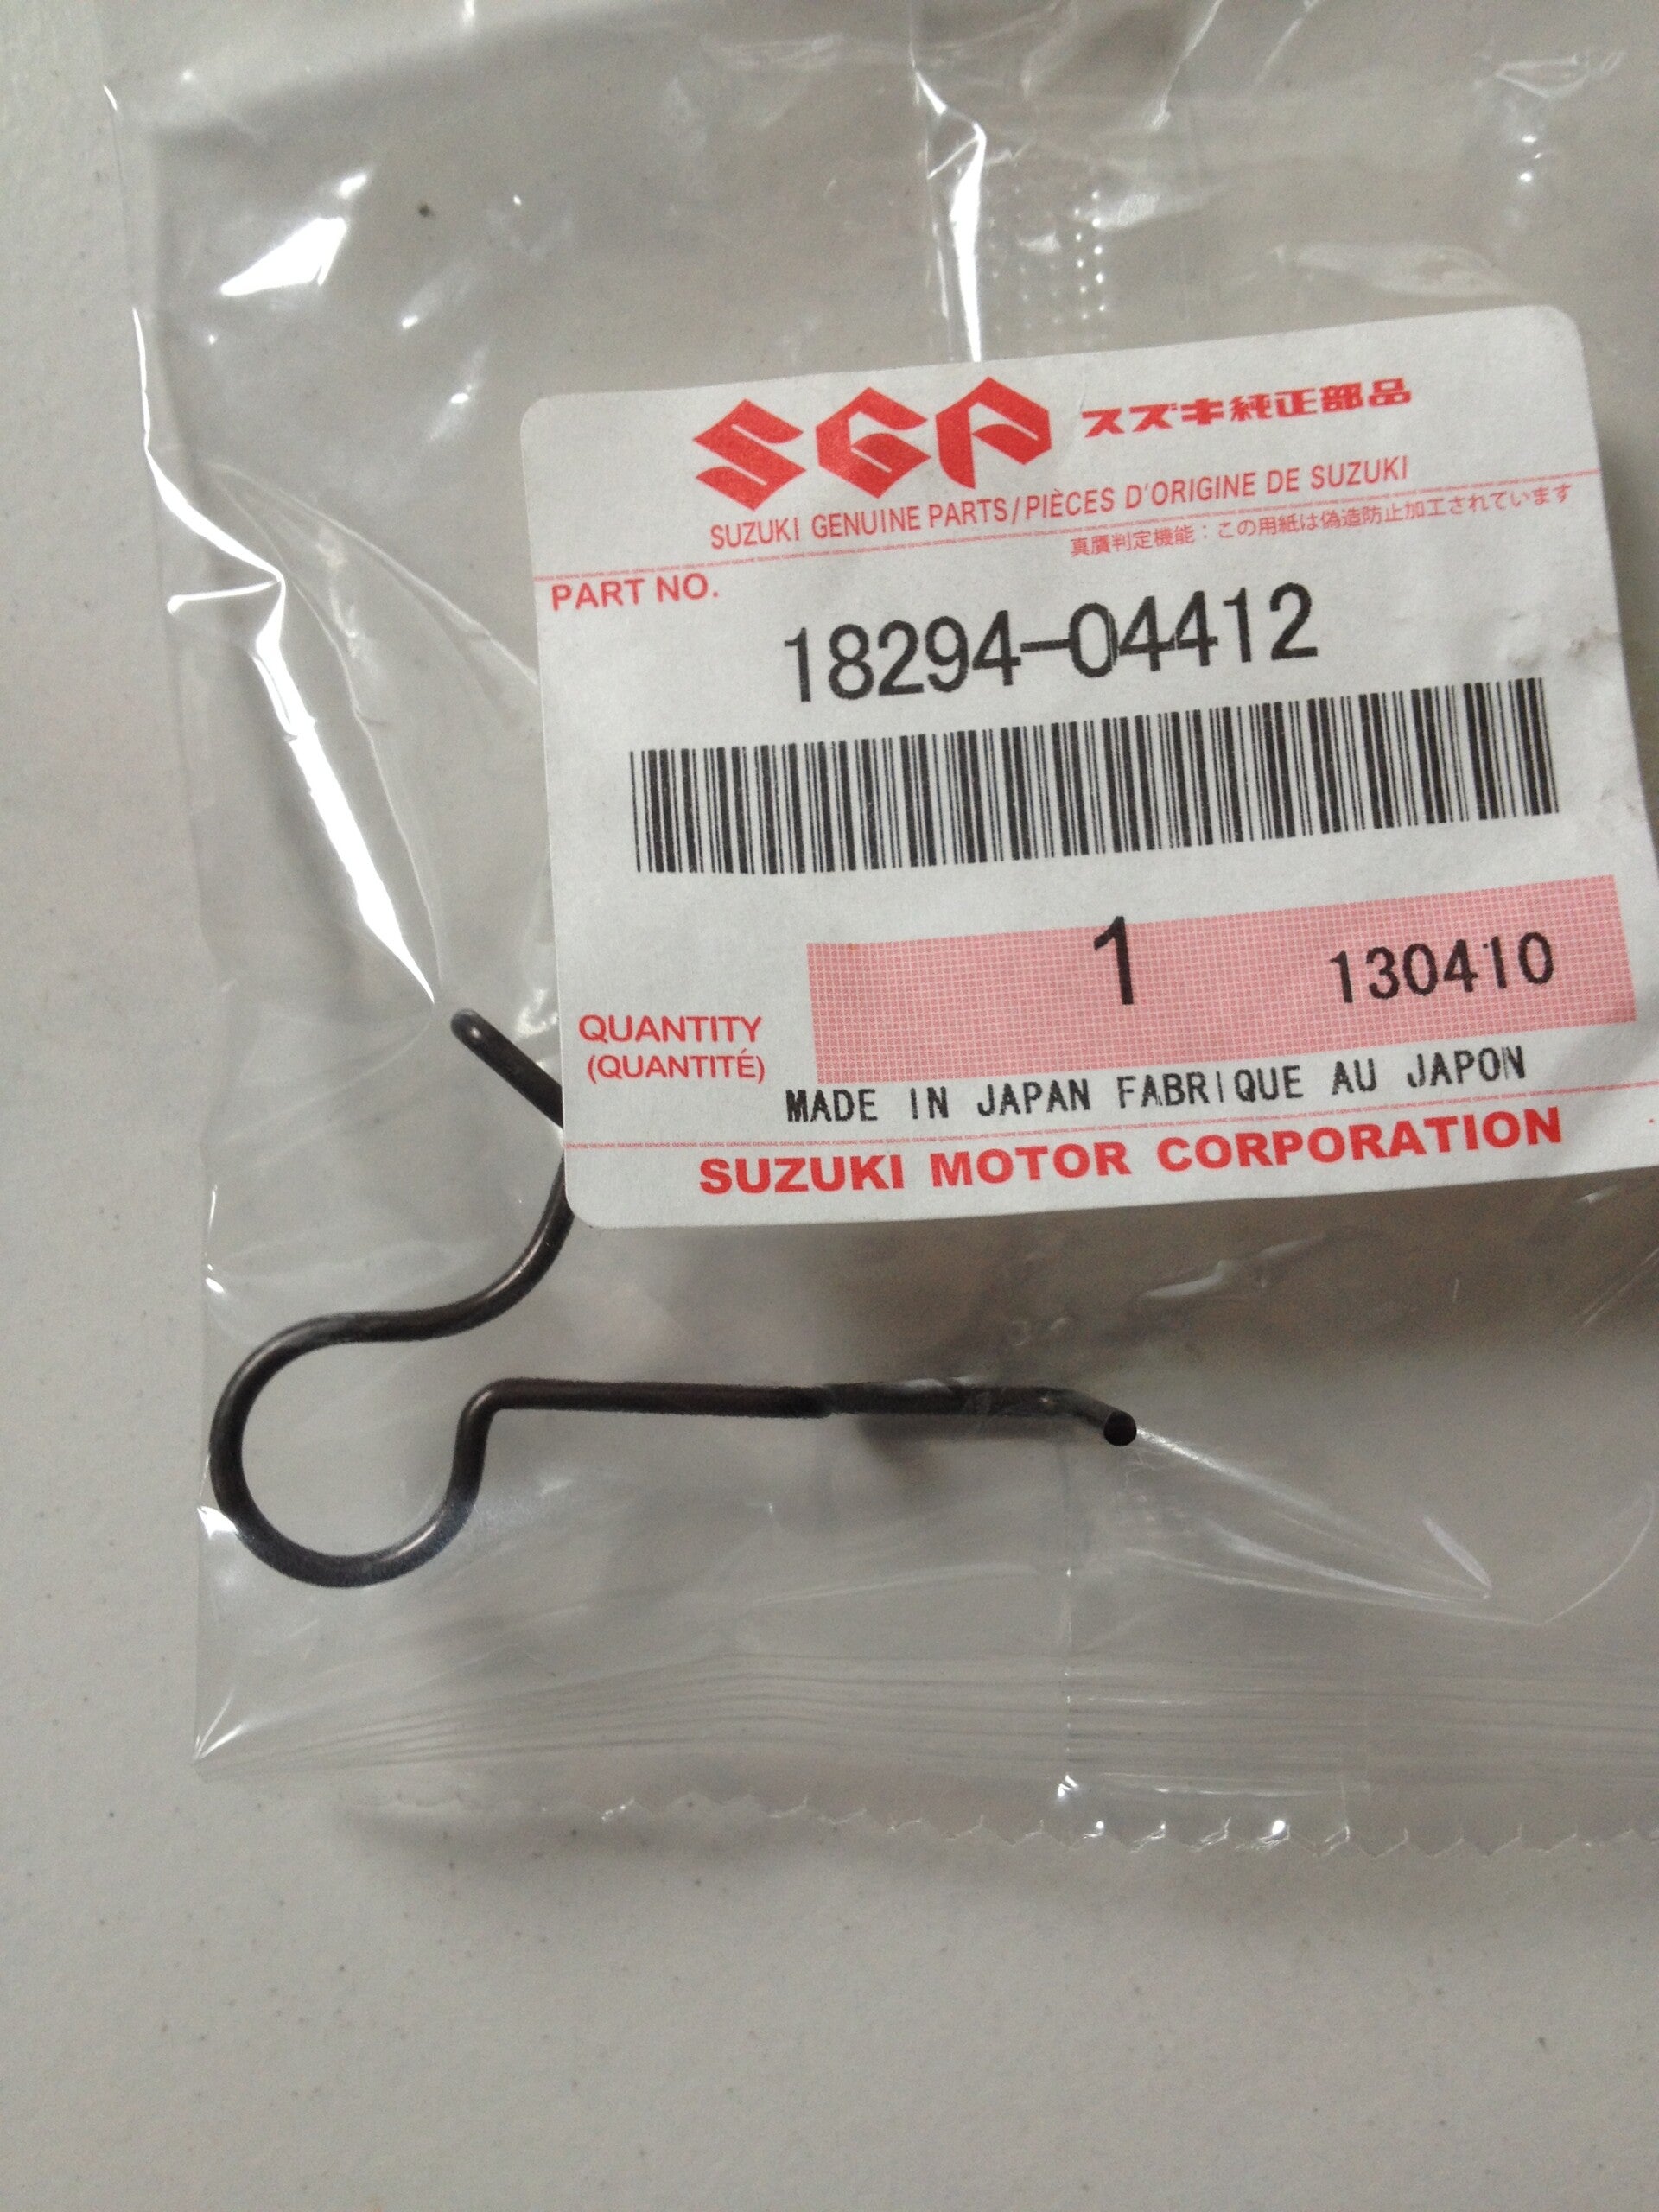 SGP スズキ純正部品
SUZUKI GENUINE PARTS/PIÈCES D'ORIGINE DE SUZUKI
真贋判定機能：この用紙は偽造防止加工されています
PART NO.
18294-04412
1 130410
QUANTITY
(QUANTITÉ)
MADE IN JAPAN FABRIQUE AU JAPON
SUZUKI MOTOR CORPORATION